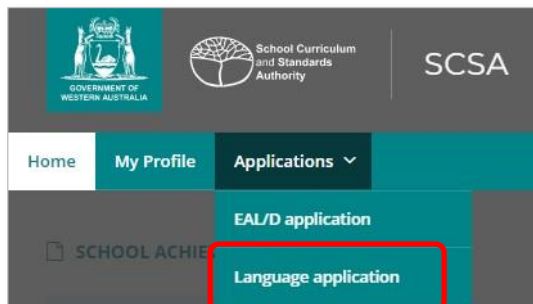 GOVERNMENT OF
WESTERN AUSTRALIA
School Curriculum
and Standards
Authority
SCSA
Home
My Profile
Applications
EAL/D application
SCHOOL ACHIE
Language application